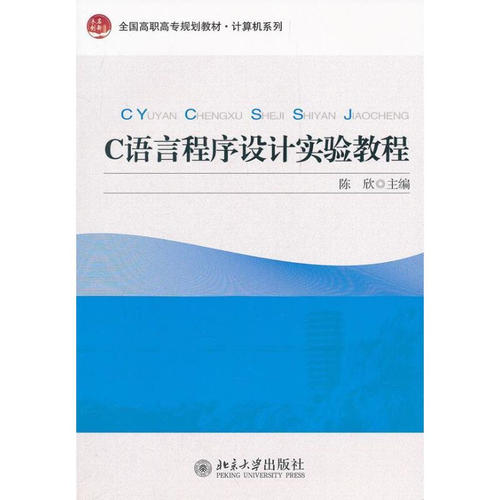 全国高职高专规划教材·计算机系列
C YUYAN CHENGXU SHEJI SHIYAN JIAOCHENG
C语言程序设计实验教程
陈 欣◎主编
北京大学出版社
PEKING UNIVERSITY PRESS